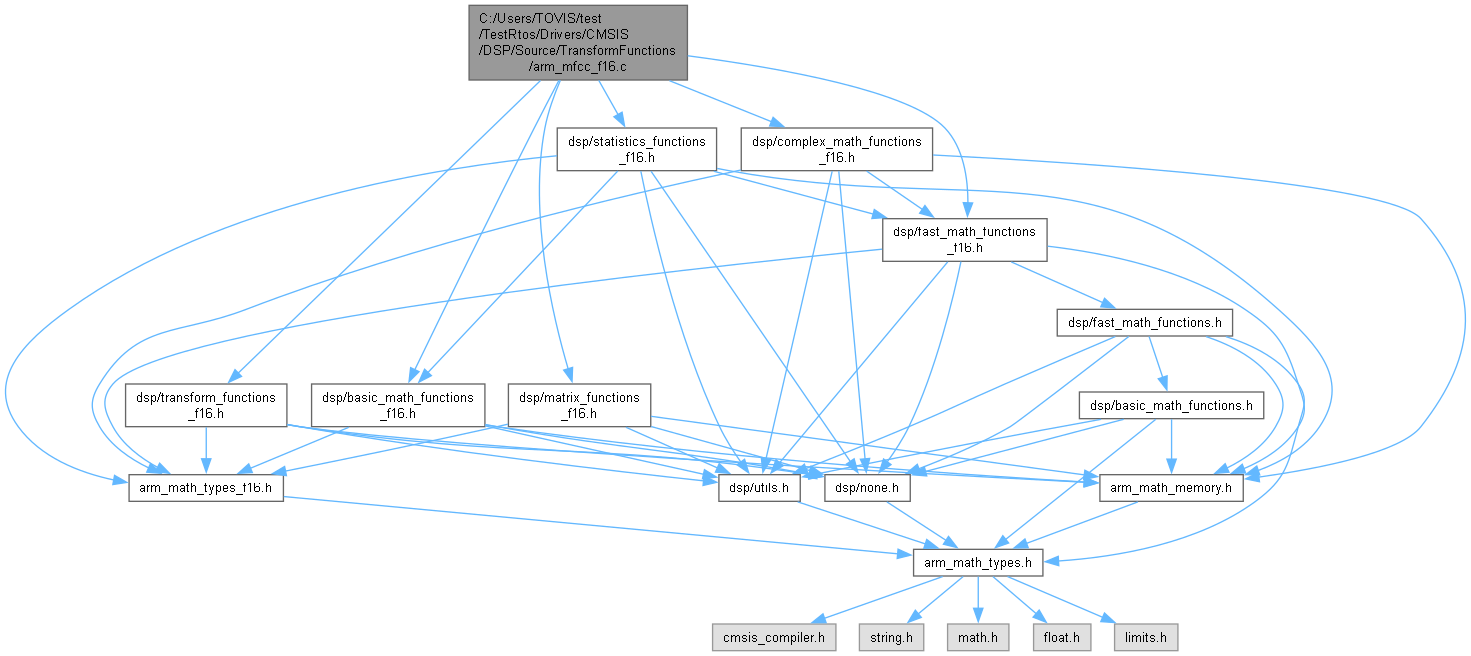 C:/Users/TOVIS/test
/TestRtos/Drivers/CMSIS
/DSP/Source/TransformFunctions
/arm_mfcc_f16.c
dsp/statistics_functions
_f16.h
dsp/complex_math_functions
_f16.h
dsp/fast_math_functions
_f16.h
dsp/fast_math_functions.h
dsp/transform_functions
_f16.h
dsp/basic_math_functions
_f16.h
dsp/matrix_functions
_f16.h
dsp/basic_math_functions.h
arm_math_types_f16.h
dsp/utils.h
dsp/none.h
arm_math_memory.h
arm_math_types.h
cmsis_compiler.h
string.h
math.h
float.h
limits.h